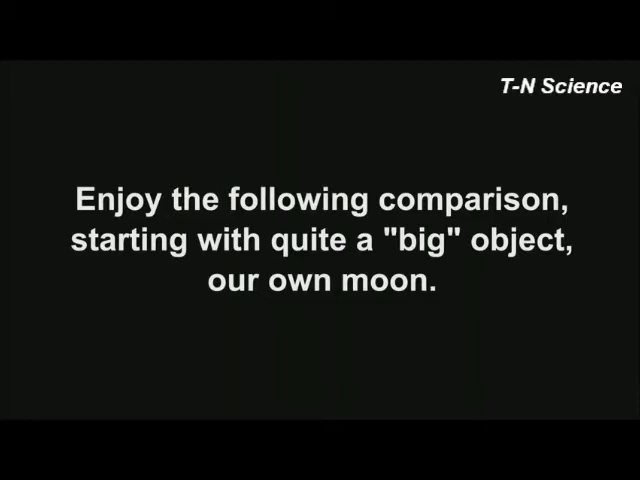 T-N Science
Enjoy the following comparison,
starting with quite a "big" object,
our own moon.